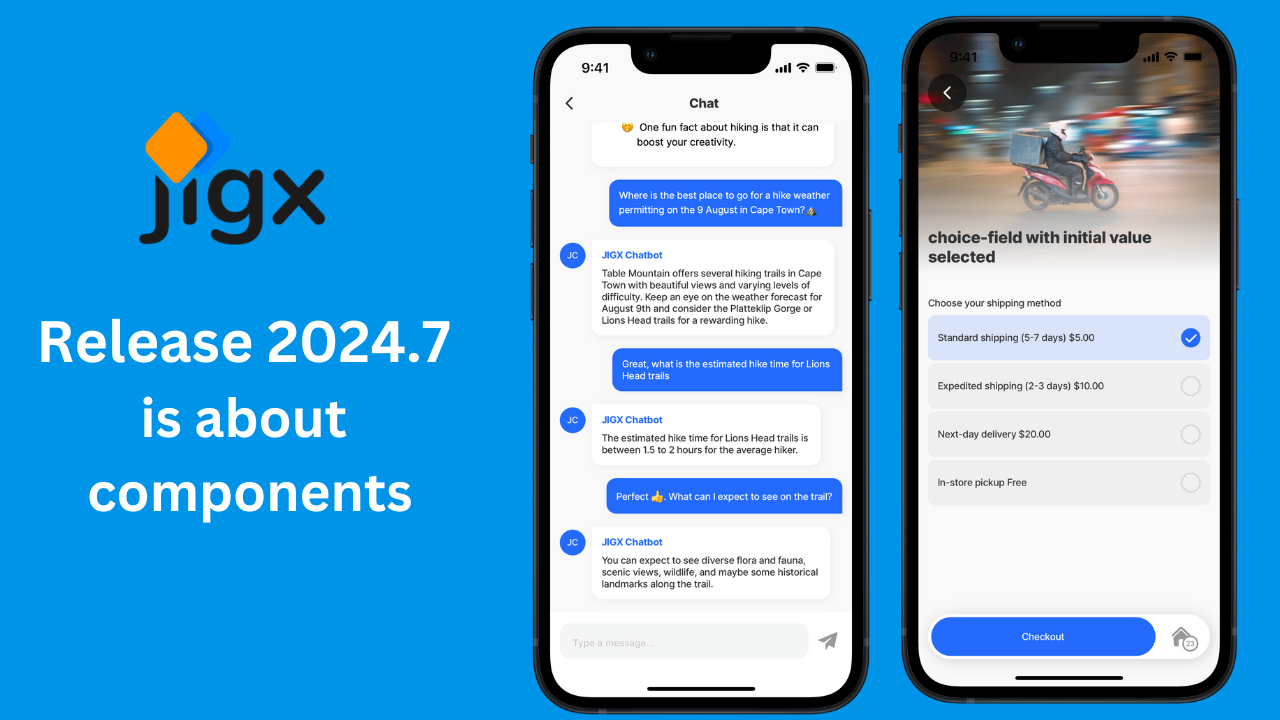 jigx
Release 2024.7
is about
components
9:41
Chat
One fun fact about hiking is that it can
boost your creativity.
Where is the best place to go for a hike weather
permitting on the 9 August in Cape Town?
JC
JIGX Chatbot
Table Mountain offers several hiking trails in Cape
Town with beautiful views and varying levels of
difficulty. Keep an eye on the weather forecast for
August 9th and consider the Platteklip Gorge or
Lions Head trails for a rewarding hike.
Great, what is the estimated hike time for Lions
Head trails
JC
JIGX Chatbot
The estimated hike time for Lions Head trails is
between 1.5 to 2 hours for the average hiker.
Perfect 👍. What can I expect to see on the trail?
JC
JIGX Chatbot
You can expect to see diverse flora and fauna,
scenic views, wildlife, and maybe some historical
landmarks along the trail.
Type a message...
9:41
choice-field with initial value
selected
Choose your shipping method
Standard shipping (5-7 days) $5.00
Expedited shipping (2-3 days) $10.00
Next-day delivery $20.00
In-store pickup Free
Checkout
23